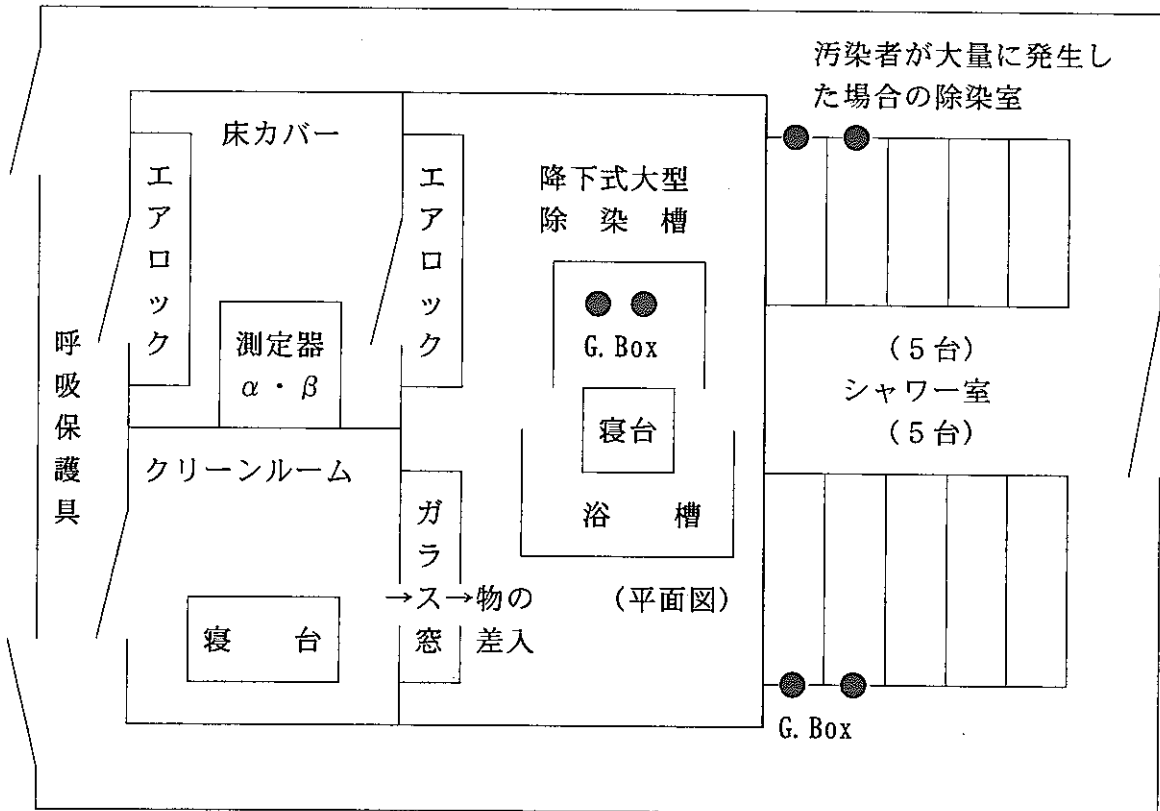 汚染者が大量に発生し
た場合の除染室
床カバー
エアロック
エアロック
降下式大型
除染槽
G. Box
測定器
α・β
寝台
浴槽
(平面図)
呼吸保護具
クリーンルーム
寝台
ガラス窓
→ →物の
差入
(5台)
シャワー室
(5台)
G. Box